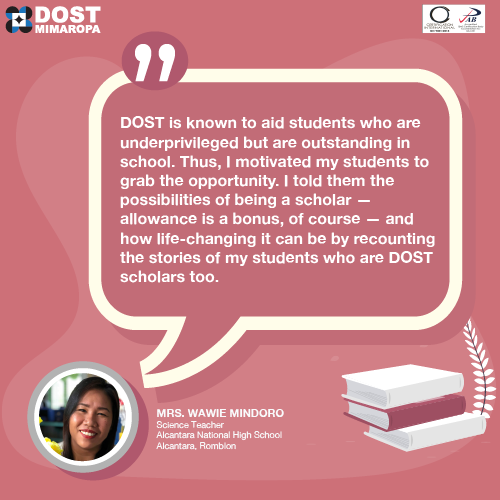 DOST
MIMAROPA
DOST is known to aid students who are
underprivileged but are outstanding in
school. Thus, I motivated my students to
grab the opportunity. I told them the
possibilities of being a scholar —
allowance is a bonus, of course — and
how life-changing it can be by recounting
the stories of my students who are DOST
scholars too.
MRS. WAWIE MINDORO
Science Teacher
Alcantara National High School
Alcantara, Romblon